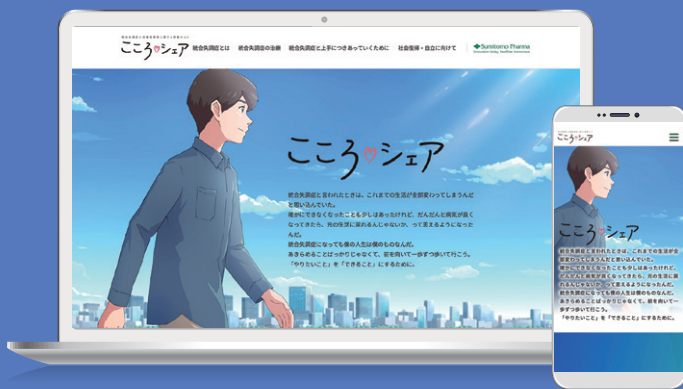 こころ シェア
統合失調症とは 統合失調症の治療 統合失調症と上手につきあっていくために 社会復帰・自立に向けて
Sumitomo Pharma
こころ シェア
統合失調症と言われたときは、これまでの生活が全部変わってしまうんだ
と思い込んでいた。
確かにできなくなったことも少しはあったけれど、だんだんと病気が良く
なってきたら、元の生活に戻れるんじゃないか、って思えるようになった
んだ。
統合失調症になっても僕の人生は僕のものなんだ。
あきらめることばっかりじゃなくて、前を向いて一歩ずつ歩いて行こう。
「やりたいこと」を「できること」にするために。
こころ シェア
こころ シェア
統合失調症と言われたときは、これまでの生活が全
部変わってしまうんだと思い込んでいた。
確かにできなくなったことも少しはあったけれど、
だんだんと病気が良くなってきたら、元の生活に戻
れるんじゃないか、って思えるようになったんだ。
統合失調症になっても僕の人生は僕のものなんだ。
あきらめることばっかりじゃなくて、前を向いて一
歩ずつ歩いて行こう。
「やりたいこと」を「できること」にするために。